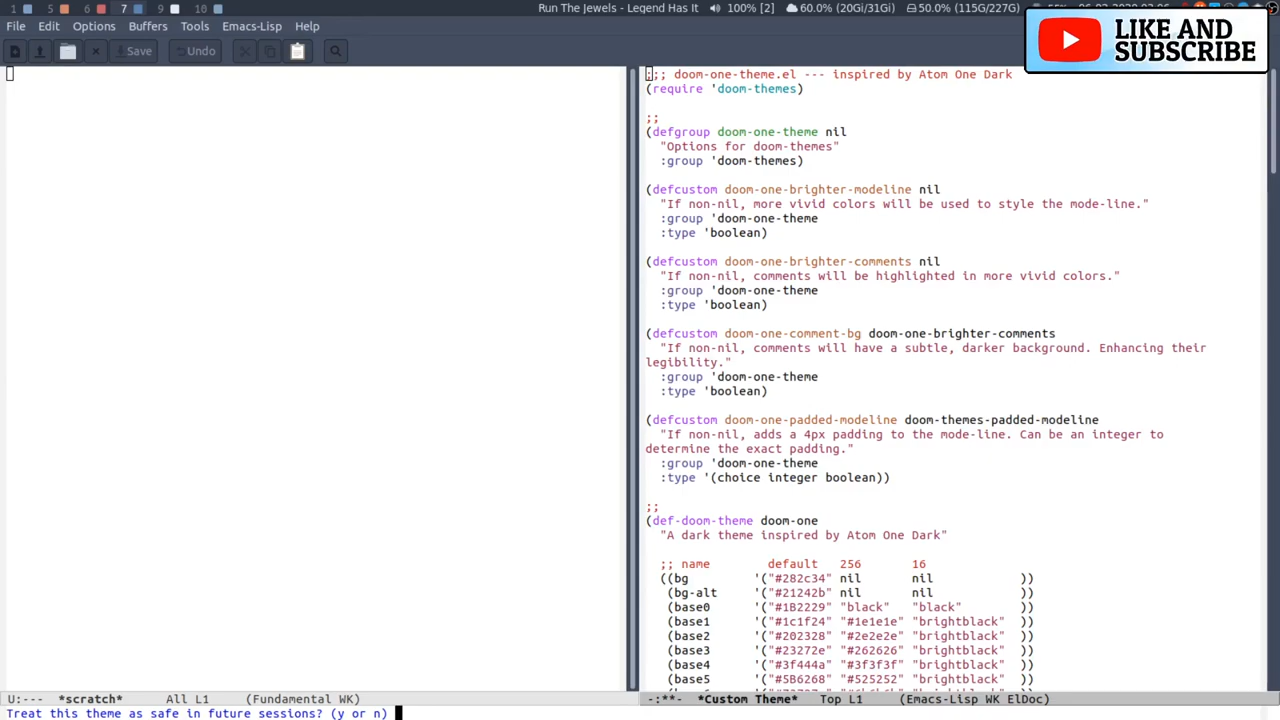 1 5 6 7 8 9 10 Run The Jewels - Legend Has It 100% [2] 60.0% (20Gi/31Gi) 50.0% (115G/227G)
LIKE AND
SUBSCRIBE
File Edit Options Buffers Tools Emacs-Lisp Help
Save Undo
;;; doom-one-theme.el --- inspired by Atom One Dark
(require 'doom-themes)
;;
(defgroup doom-one-theme nil
"Options for doom-themes"
:group 'doom-themes)
(defcustom doom-one-brighter-modeline nil
"If non-nil, more vivid colors will be used to style the mode-line."
:group 'doom-one-theme
:type 'boolean)
(defcustom doom-one-brighter-comments nil
"If non-nil, comments will be highlighted in more vivid colors."
:group 'doom-one-theme
:type 'boolean)
(defcustom doom-one-comment-bg doom-one-brighter-comments
"If non-nil, comments will have a subtle, darker background. Enhancing their
legibility."
:group 'doom-one-theme
:type 'boolean)
(defcustom doom-one-padded-modeline doom-themes-padded-modeline
"If non-nil, adds a 4px padding to the mode-line. Can be an integer to
determine the exact padding."
:group 'doom-one-theme
:type '(choice integer boolean))
;;
(def-doom-theme doom-one
"A dark theme inspired by Atom One Dark"
;; name default 256 16
((bg '("#282c34" nil nil ))
(bg-alt '("#21242b" nil nil ))
(base0 '("#1B2229" "black" "black" ))
(base1 '("#1c1f24" "#1e1e1e" "brightblack" ))
(base2 '("#202328" "#2e2e2e" "brightblack" ))
(base3 '("#23272e" "#262626" "brightblack" ))
(base4 '("#3f444a" "#3f3f3f" "brightblack" ))
(base5 '("#5B6268" "#525252" "brightblack" ))
U:--- *scratch* All L1 (Fundamental WK)
-:**- *Custom Theme* Top L1 (Emacs-Lisp WK ElDoc)
Treat this theme as safe in future sessions? (y or n)